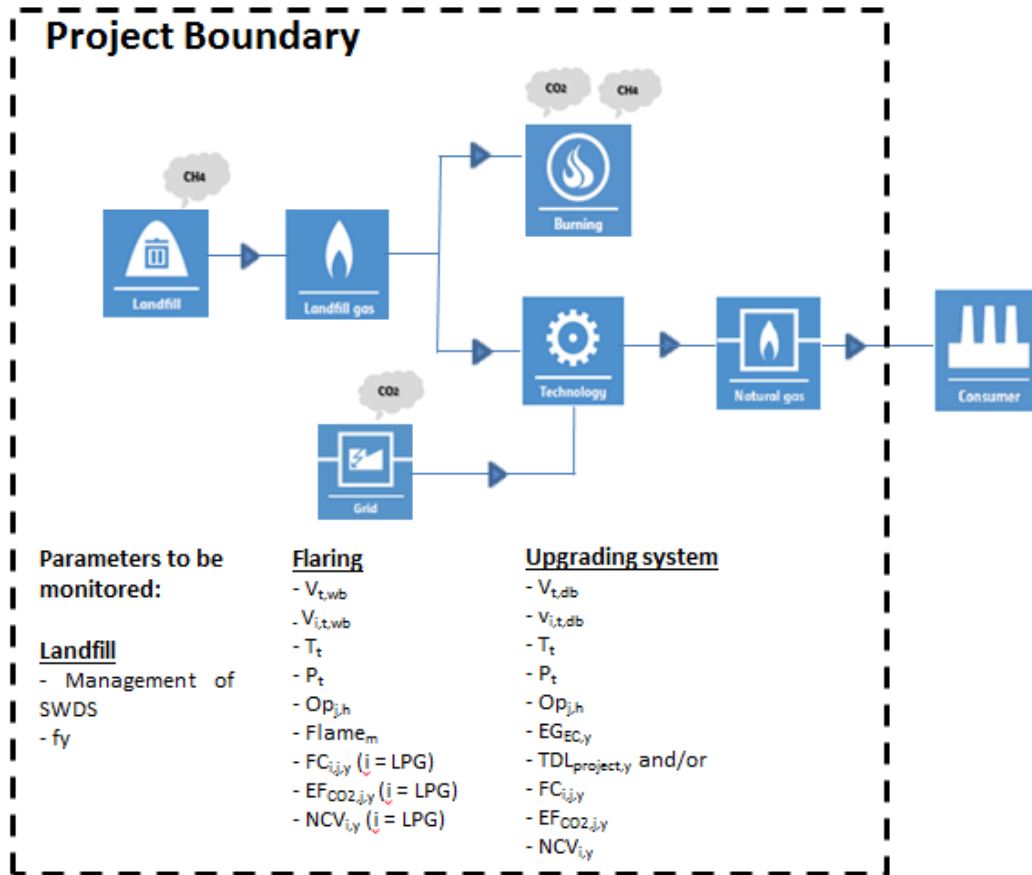 Project Boundary
CO2
CH4
CH4
Burning
Landfill
Landfill gas
Technology
Natural gas
Consumer
CO2
Grid
Parameters to be
monitored:
Landfill
- Management of
SWDS
- fy
Flaring
- Vt,wb
- Vi,t,wb
- Tt
- Pt
- Opj,h
- Flamem
- FCi,j,y (i = LPG)
- EFCO2,j,y (i = LPG)
- NCVi,y (i = LPG)
Upgrading system
- Vt,db
- vi,t,db
- Tt
- Pt
- Opj,h
- EGEC,y
- TDLproject,y and/or
- FCi,j,y
- EFCO2,j,y
- NCVi,y